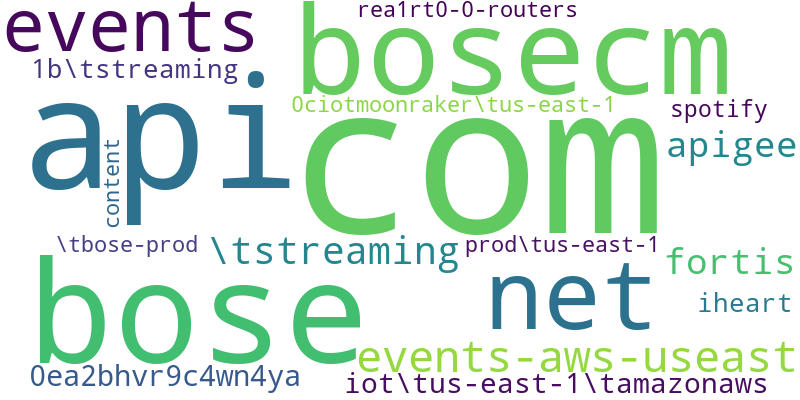 events
rea1rt0-0-routers
bosecm
1b\tstreaming
api
0ciotmoonraker\tus-east-1
spotify
com
apigee
content
\tbose-prod
\tstreaming
prod\tus-east-1
fortis
bose
net
iheart
events-aws-useast
0ea2bhvr9c4wn4ya
iot\tus-east-1\tamazonaws